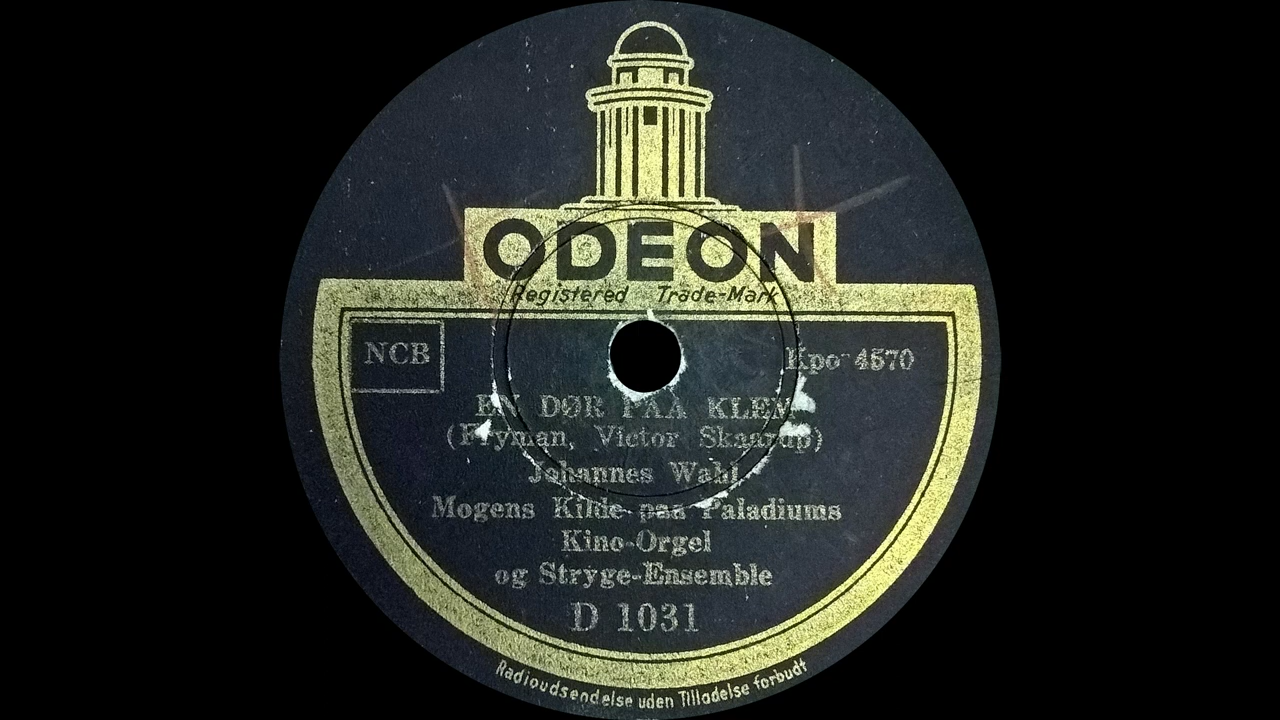 ODEON
Registered Trade-Mark
NCB
Kpo 4570
EN DØR PAA KLEM
(Fryman, Victor Skaarup)
Johannes Wahl
Mogens Kilde paa Paladiums
Kino-Orgel
og Stryge-Ensemble
D 1031
Radioudsendelse uden Tilladelse forbudt